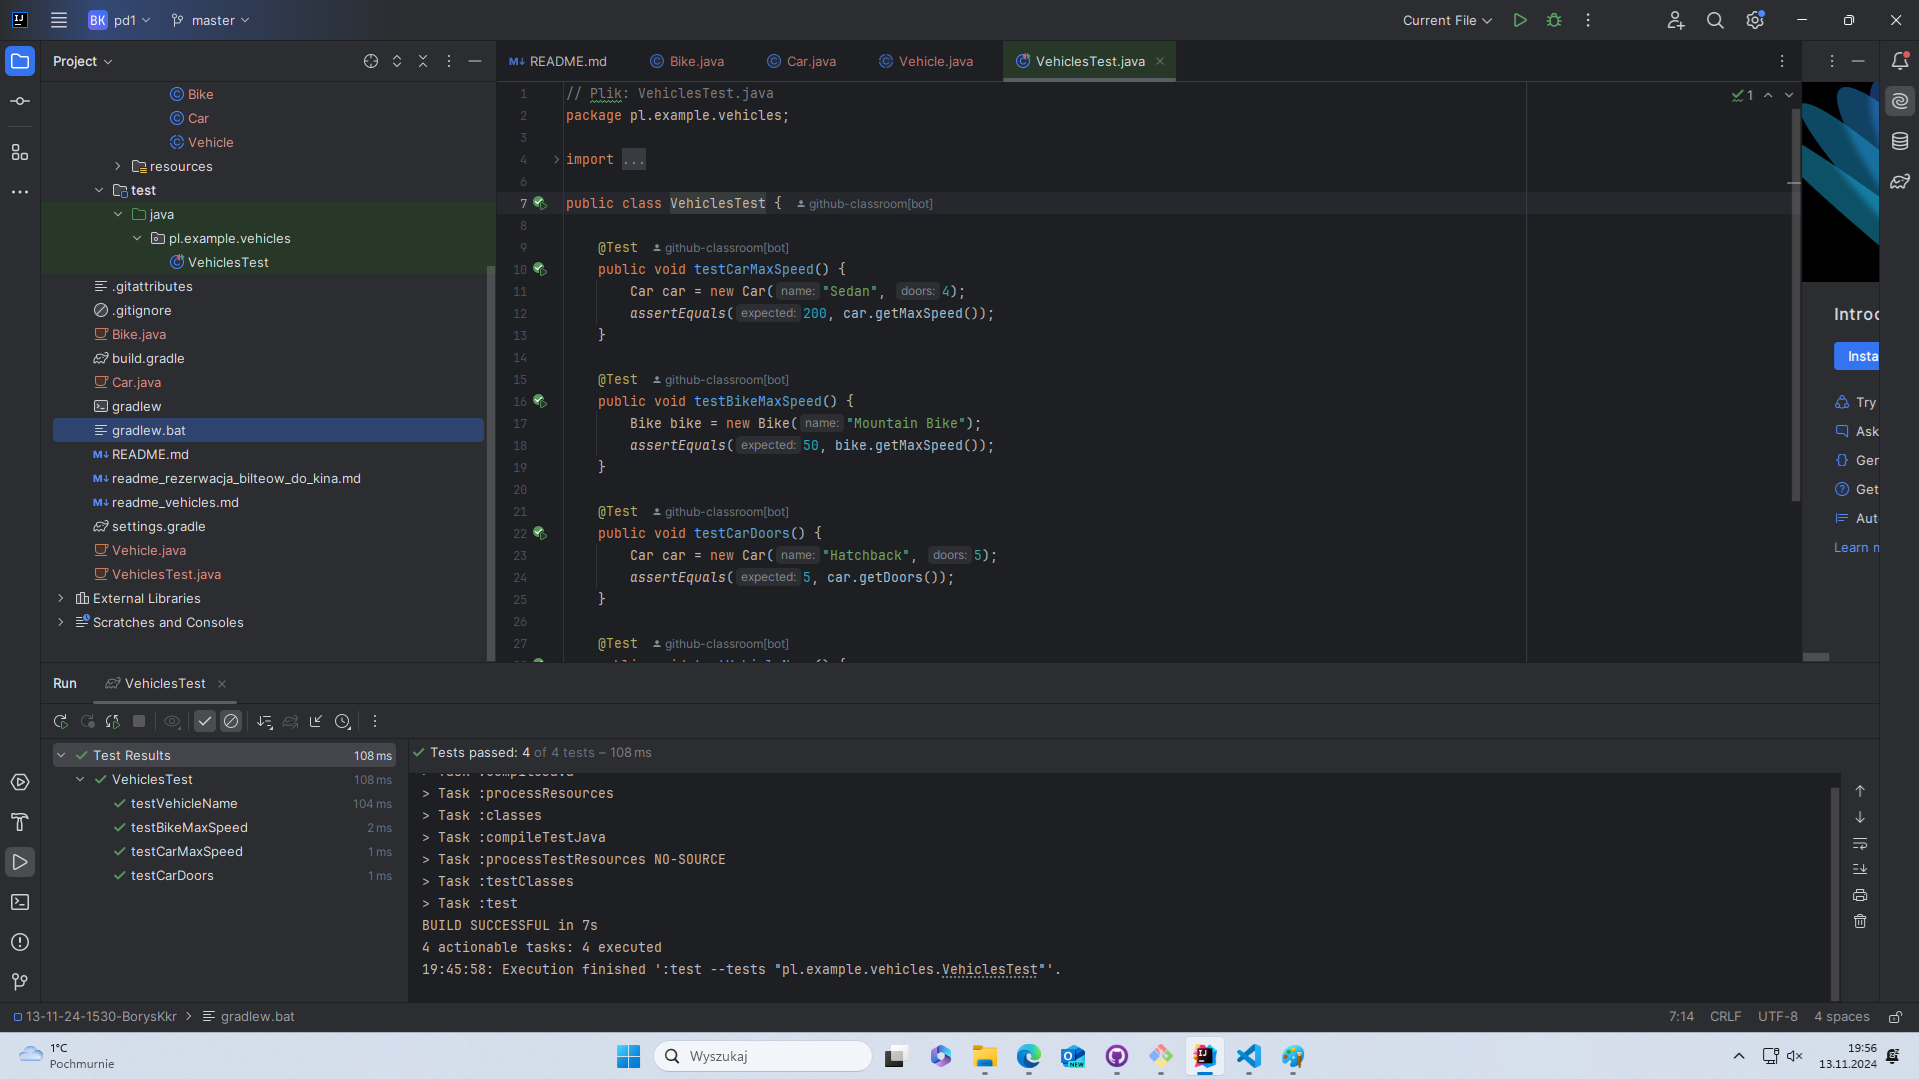 BK pd1 master Current File
Project README.md Bike.java Car.java Vehicle.java VehiclesTest.java
Bike
Car
Vehicle
resources
test
java
pl.example.vehicles
VehiclesTest
.gitattributes
.gitignore
Bike.java
build.gradle
Car.java
gradlew
gradlew.bat
README.md
readme_rezerwacja_bilteow_do_kina.md
readme_vehicles.md
settings.gradle
Vehicle.java
VehiclesTest.java
External Libraries
Scratches and Consoles
1 // Plik: VehiclesTest.java
2 package pl.example.vehicles;
3
4 import ...
6
7 public class VehiclesTest { github-classroom[bot]
8
9 @Test github-classroom[bot]
10 public void testCarMaxSpeed() {
11 Car car = new Car( name: "Sedan", doors: 4);
12 assertEquals( expected: 200, car.getMaxSpeed());
13 }
14
15 @Test github-classroom[bot]
16 public void testBikeMaxSpeed() {
17 Bike bike = new Bike( name: "Mountain Bike");
18 assertEquals( expected: 50, bike.getMaxSpeed());
19 }
20
21 @Test github-classroom[bot]
22 public void testCarDoors() {
23 Car car = new Car( name: "Hatchback", doors: 5);
24 assertEquals( expected: 5, car.getDoors());
25 }
26
27 @Test github-classroom[bot]
1
Introd
Insta
Try
Ask
Gen
Get
Auto
Learn m
Run VehiclesTest
Test Results 108 ms
VehiclesTest 108 ms
testVehicleName 104 ms
testBikeMaxSpeed 2 ms
testCarMaxSpeed 1 ms
testCarDoors 1 ms
Tests passed: 4 of 4 tests – 108 ms
> Task :compileJava
> Task :processResources
> Task :classes
> Task :compileTestJava
> Task :processTestResources NO-SOURCE
> Task :testClasses
> Task :test
BUILD SUCCESSFUL in 7s
4 actionable tasks: 4 executed
19:45:58: Execution finished ':test --tests "pl.example.vehicles.VehiclesTest"'.
13-11-24-1530-BorysKkr > gradlew.bat 7:14 CRLF UTF-8 4 spaces
1°C
Pochmurnie
Wyszukaj
19:56
13.11.2024